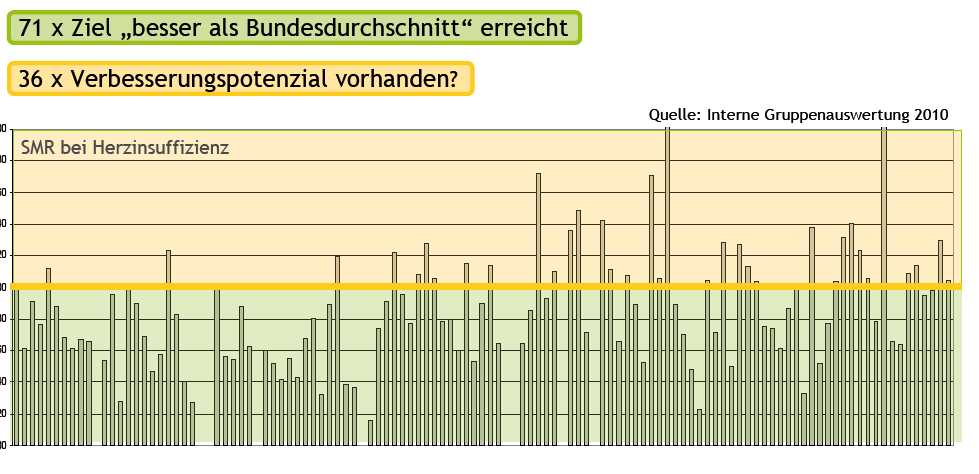 71 x Ziel „besser als Bundesdurchschnitt“ erreicht
36 x Verbesserungspotenzial vorhanden?
Quelle: Interne Gruppenauswertung 2010
SMR bei Herzinsuffizienz